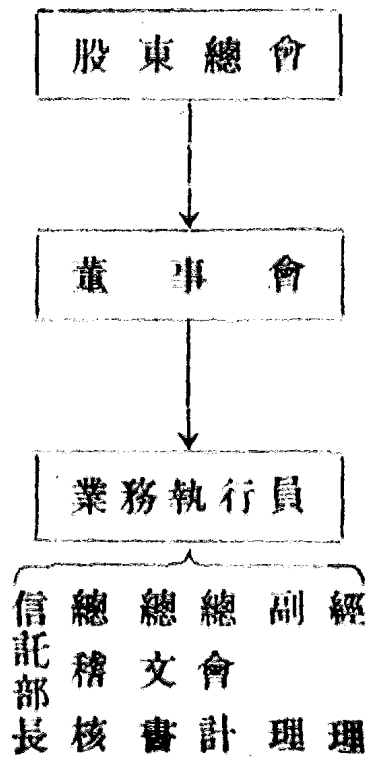 股東總會
董事會
業務執行員
經理
副理
總會計
總文書
總稽核
信託部長